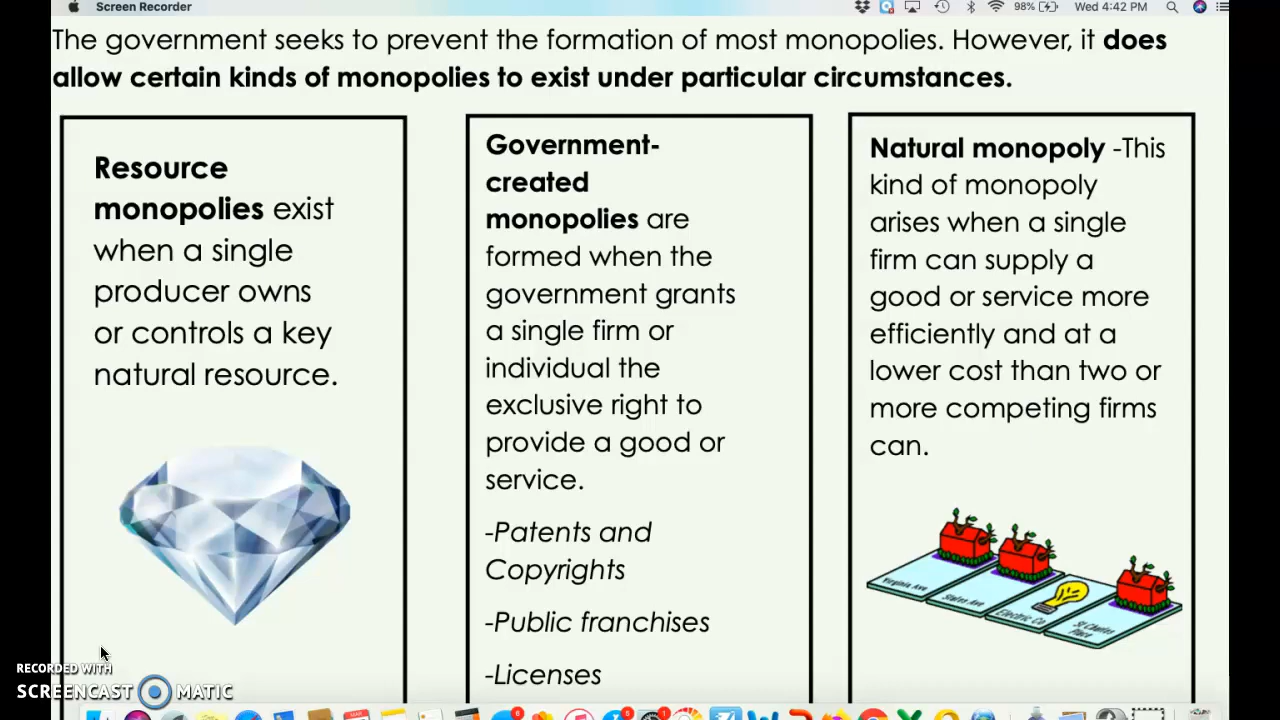 Screen Recorder
98%
Wed 4:42 PM
The government seeks to prevent the formation of most monopolies. However, it does
allow certain kinds of monopolies to exist under particular circumstances.
Resource
monopolies exist
when a single
producer owns
or controls a key
natural resource.
Government-
created
monopolies are
formed when the
government grants
a single firm or
individual the
exclusive right to
provide a good or
service.
-Patents and
Copyrights
-Public franchises
-Licenses
Natural monopoly -This
kind of monopoly
arises when a single
firm can supply a
good or service more
efficiently and at a
lower cost than two or
more competing firms
can.
Virginia Ave
States Ave
Electric Co
St Charles
Place
RECORDED WITH
SCREENCAST MATIC